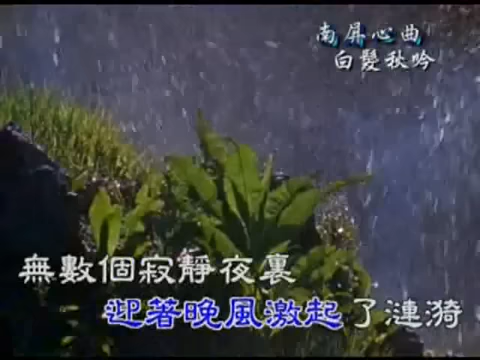 南屏心曲
白髮秋吟
無數個寂靜夜裏
迎著晚風激起了漣漪